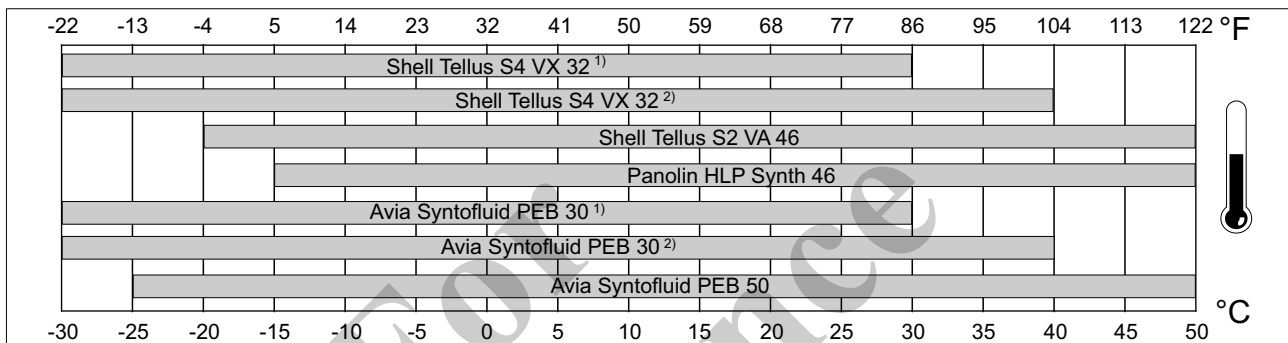 -22 -13 -4 5 14 23 32 41 50 59 68 77 86 95 104 113 122 °F
Shell Tellus S4 VX 32 1)
Shell Tellus S4 VX 32 2)
Shell Tellus S2 VA 46
Panolin HLP Synth 46
Avia Syntofluid PEB 30 1)
Avia Syntofluid PEB 30 2)
Avia Syntofluid PEB 50
°C
-30 -25 -20 -15 -10 -5 0 5 10 15 20 25 30 35 40 45 50
For